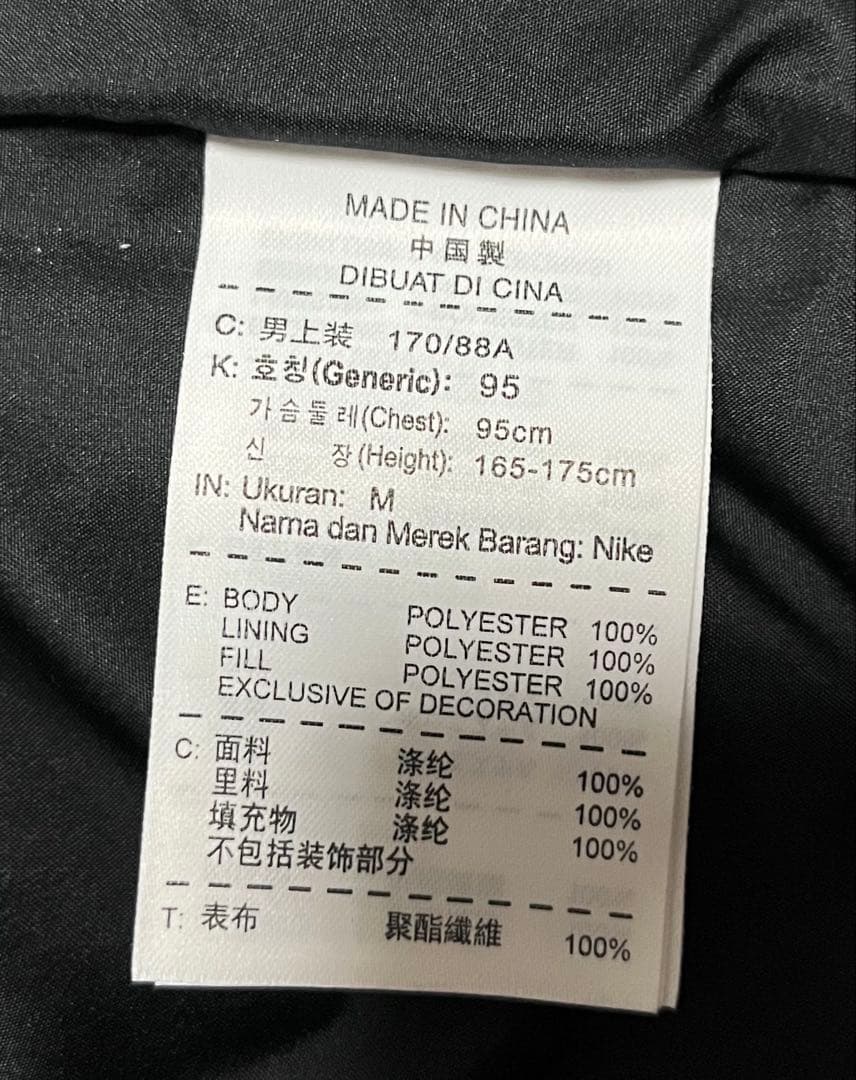 MADE IN CHINA
中国製
DIBUAT DI CINA
C: 男上装 170/88A
K: 호칭(Generic): 95
가슴둘레(Chest): 95cm
신 장(Height): 165-175cm
IN: Ukuran: M
Nama dan Merek Barang: Nike
E: BODY POLYESTER 100%
LINING POLYESTER 100%
FILL POLYESTER 100%
EXCLUSIVE OF DECORATION
C: 面料 涤纶 100%
里料 涤纶 100%
填充物 涤纶 100%
不包括装饰部分
T: 表布 聚酯纖維 100%